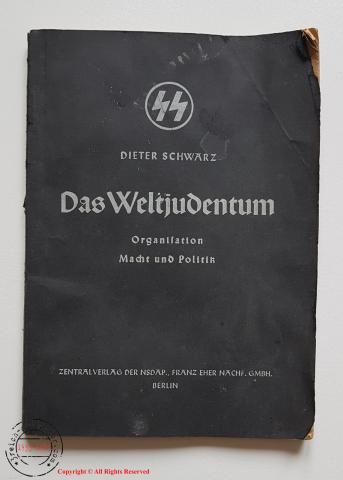 DIETER SCHWARZ
Das Weltjudentum
Organisation
Macht und Politik
ZENTRALVERLAG DER NSDAP., FRANZ EHER NACHF. GMBH.
BERLIN
Copyright © All Rights Reserved